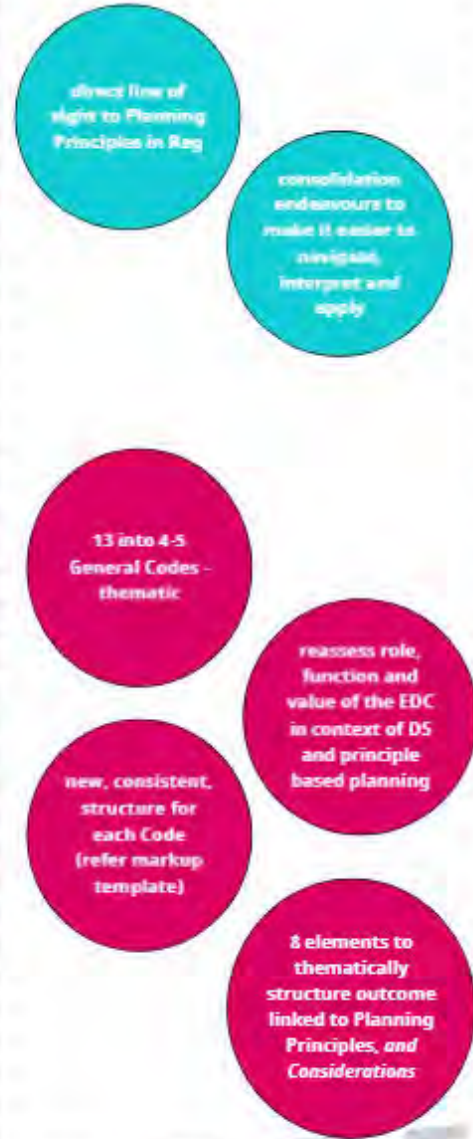 direct line of
sight to Planning
Principles in Reg
consolidation
endeavours to
make it easier to
navigate,
interpret and
apply
13 into 4-5
General Codes -
thematic
reassess role,
function and
value of the EDC
in context of DS
and principle
based planning
new, consistent,
structure for
each Code
(refer markup
template)
8 elements to
thematically
structure outcome
linked to Planning
Principles, and
Considerations